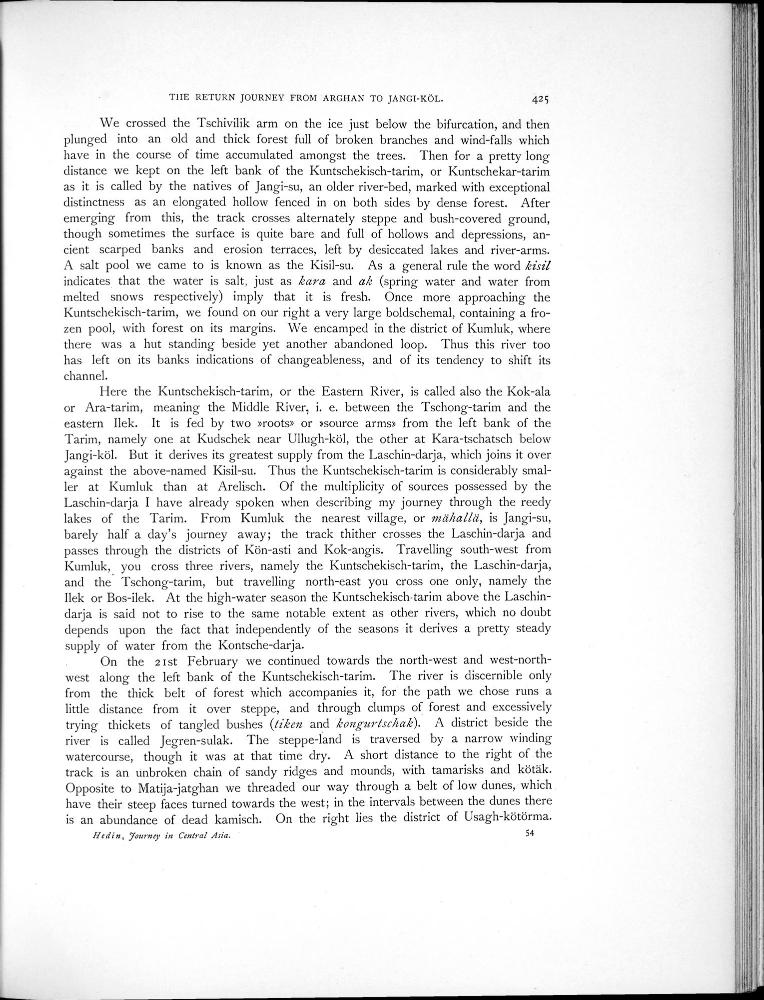 THE RETURN JOURNEY FROM ARGHAN TO JANGI-KÖL. 425
We crossed the Tschivilik arm on the ice just below the bifurcation, and then
plunged into an old and thick forest full of broken branches and wind-falls which
have in the course of time accumulated amongst the trees. Then for a pretty long
distance we kept on the left bank of the Kuntschekisch-tarim, or Kuntschekar-tarim
as it is called by the natives of Jangi-su, an older river-bed, marked with exceptional
distinctness as an elongated hollow fenced in on both sides by dense forest. After
emerging from this, the track crosses alternately steppe and bush-covered ground,
though sometimes the surface is quite bare and full of hollows and depressions, an-
cient scarped banks and erosion terraces, left by desiccated lakes and river-arms.
A salt pool we came to is known as the Kisil-su. As a general rule the word kisil
indicates that the water is salt, just as kara and ak (spring water and water from
melted snows respectively) imply that it is fresh. Once more approaching the
Kuntschekisch-tarim, we found on our right a very large boldschemal, containing a fro-
zen pool, with forest on its margins. We encamped in the district of Kumluk, where
there was a hut standing beside yet another abandoned loop. Thus this river too
has left on its banks indications of changeableness, and of its tendency to shift its
channel.
Here the Kuntschekisch-tarim, or the Eastern River, is called also the Kok-ala
or Ara-tarim, meaning the Middle River, i. e. between the Tschong-tarim and the
eastern Ilek. It is fed by two »roots» or »source arms» from the left bank of the
Tarim, namely one at Kudschek near Ullugh-köl, the other at Kara-tschatsch below
Jangi-köl. But it derives its greatest supply from the Laschin-darja, which joins it over
against the above-named Kisil-su. Thus the Kuntschekisch-tarim is considerably smal-
ler at Kumluk than at Arelisch. Of the multiplicity of sources possessed by the
Laschin-darja I have already spoken when describing my journey through the reedy
lakes of the Tarim. From Kumluk the nearest village, or mähallä, is Jangi-su,
barely half a day's journey away; the track thither crosses the Laschin-darja and
passes through the districts of Kön-asti and Kok-angis. Travelling south-west from
Kumluk, you cross three rivers, namely the Kuntschekisch-tarim, the Laschin-darja,
and the Tschong-tarim, but travelling north-east you cross one only, namely the
Ilek or Bos-ilek. At the high-water season the Kuntschekisch-tarim above the Laschin-
darja is said not to rise to the same notable extent as other rivers, which no doubt
depends upon the fact that independently of the seasons it derives a pretty steady
supply of water from the Kontsche-darja.
On the 21st February we continued towards the north-west and west-north-
west along the left bank of the Kuntschekisch-tarim. The river is discernible only
from the thick belt of forest which accompanies it, for the path we chose runs a
little distance from it over steppe, and through clumps of forest and excessively
trying thickets of tangled bushes (tiken and kongurtschak). A district beside the
river is called Jegren-sulak. The steppe-land is traversed by a narrow winding
watercourse, though it was at that time dry. A short distance to the right of the
track is an unbroken chain of sandy ridges and mounds, with tamarisks and kötäk.
Opposite to Matija-jatghan we threaded our way through a belt of low dunes, which
have their steep faces turned towards the west; in the intervals between the dunes there
is an abundance of dead kamisch. On the right lies the district of Usagh-kötörma.
Hedin, Journey in Central Asia. 54